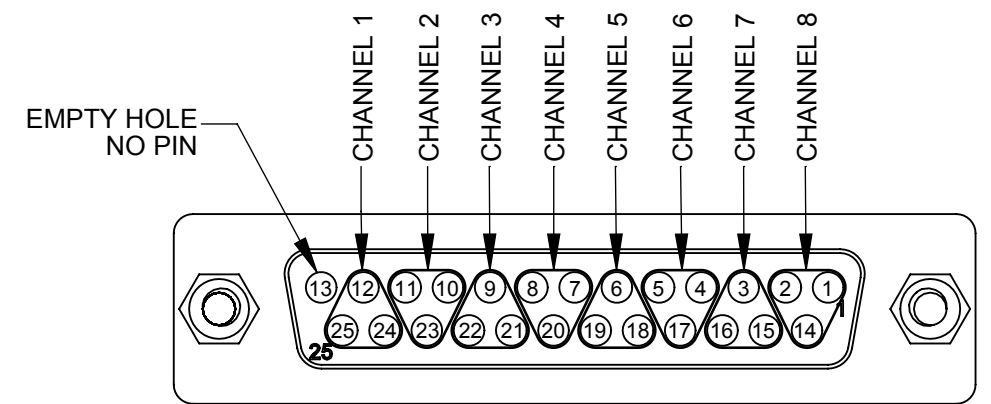 CHANNEL 1
CHANNEL 2
CHANNEL 3
CHANNEL 4
CHANNEL 5
CHANNEL 6
CHANNEL 7
CHANNEL 8
EMPTY HOLE
NO PIN
13 12 11 10 9 8 7 6 5 4 3 2 1
1
25 24 23 22 21 20 19 18 17 16 15 14
25